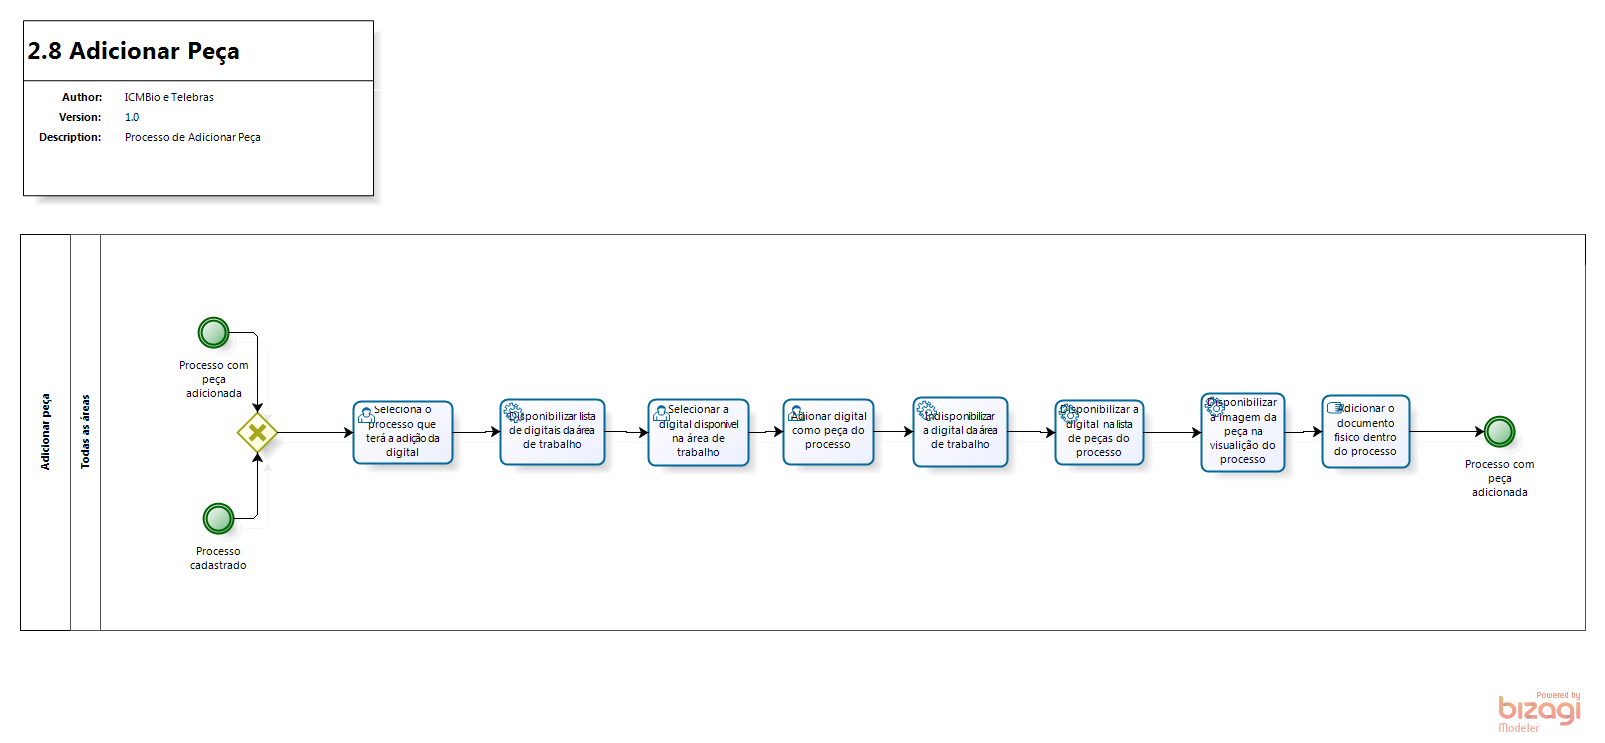 2.8 Adicionar Peça
Author: ICMBio e Telebras
Version: 1.0
Description: Processo de Adicionar Peça
Adicionar peça
Todas as áreas
Processo com
peça
adicionada
Processo
cadastrado
Seleciona o
processo que
terá a adição da
digital
Disponibilizar lista
de digitais da área
de trabalho
Selecionar a
digital disponivel
na área de
trabalho
Adionar digital
como peça do
processo
Indisponibilizar
a digital da área
de trabalho
Disponibilizar a
digital na lista
de peças do
processo
Disponibilizar
a imagem da
peça na
visualição do
processo
Adicionar o
documento
fisico dentro
do processo
Processo com
peça
adicionada
Powered by
bizagi
Modeler